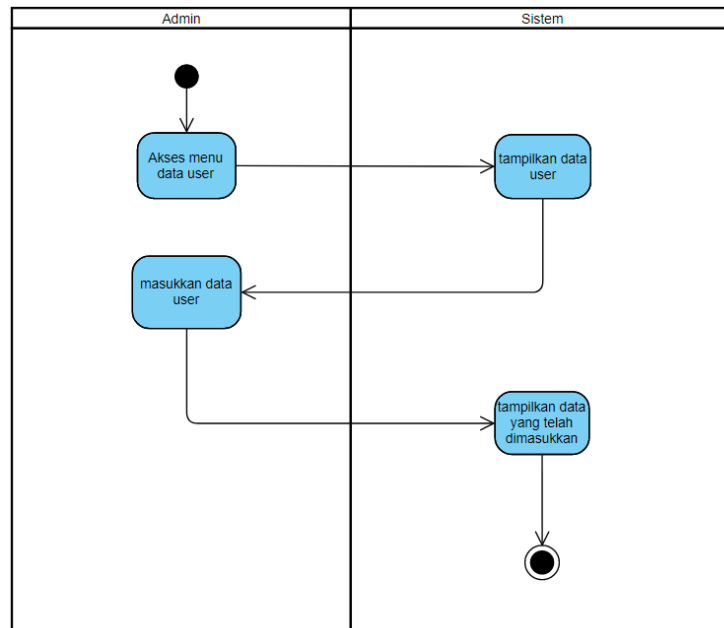 Admin
Sistem
Akses menu
data user
tampilkan data
user
masukkan data
user
tampilkan data
yang telah
dimasukkan